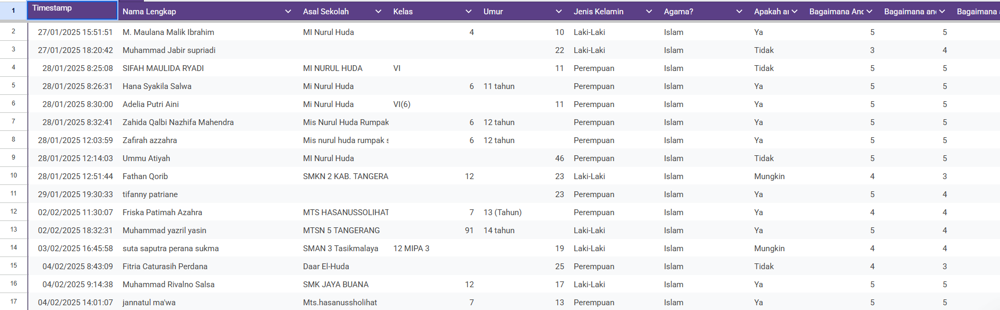 1 Timestamp Nama Lengkap Asal Sekolah Kelas Umur Jenis Kelamin Agama? Apakah ai Bagaimana And Bagaimana and Bagaimana
2 27/01/2025 15:51:51 M. Maulana Malik Ibrahim MI Nurul Huda 4 10 Laki-Laki Islam Ya 5 5
3 27/01/2025 18:20:42 Muhammad Jabir supriadi 22 Laki-Laki Islam Tidak 3 4
4 28/01/2025 8:25:08 SIFAH MAULIDA RYADI MI NURUL HUDA VI 11 Perempuan Islam Tidak 5 5
5 28/01/2025 8:26:31 Hana Syakila Salwa Mi Nurul Huda 6 11 tahun Perempuan Islam Ya 5 5
6 28/01/2025 8:30:00 Adelia Putri Aini Mi Nurul Huda VI(6) 11 Perempuan Islam Ya 5 5
7 28/01/2025 8:32:41 Zahida Qalbi Nazhifa Mahendra Mis Nurul Huda Rumpak 6 12 tahun Perempuan Islam Ya 5 5
8 28/01/2025 12:03:59 Zafirah azzahra Mis nurul huda rumpak s 6 12 tahun Perempuan Islam Ya 5 5
9 28/01/2025 12:14:03 Ummu Atiyah MI Nurul Huda 46 Perempuan Islam Tidak 5 5
10 28/01/2025 12:51:44 Fathan Qorib SMKN 2 KAB. TANGERA 12 23 Laki-Laki Islam Mungkin 4 3
11 29/01/2025 19:30:33 tifanny patriane 23 Perempuan Islam Ya 5 4
12 02/02/2025 11:30:07 Friska Patimah Azahra MTS HASANUSSOLIHAT 7 13 (Tahun) Perempuan Islam Ya 4 4
13 02/02/2025 18:32:31 Muhammad yazril yasin MTSN 5 TANGERANG 91 14 tahun Laki-Laki Islam Ya 5 4
14 03/02/2025 16:45:58 suta saputra perana sukma SMAN 3 Tasikmalaya 12 MIPA 3 19 Laki-Laki Islam Mungkin 4 4
15 04/02/2025 8:43:09 Fitria Caturasih Perdana Daar El-Huda 25 Perempuan Islam Tidak 4 3
16 04/02/2025 9:14:38 Muhammad Rivalno Salsa SMK JAYA BUANA 12 17 Laki-Laki Islam Ya 5 5
17 04/02/2025 14:01:07 jannatul ma'wa Mts.hasanussholihat 7 13 Perempuan Islam Ya 5 5